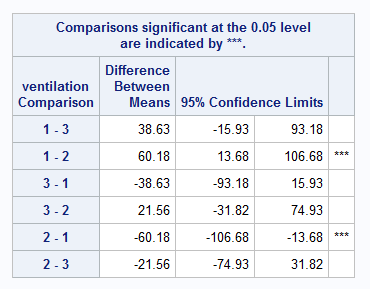 Comparisons significant at the 0.05 level
are indicated by ***.
ventilation Comparison Difference Between Means 95% Confidence Limits
1 - 3 38.63 -15.93 93.18
1 - 2 60.18 13.68 106.68 ***
3 - 1 -38.63 -93.18 15.93
3 - 2 21.56 -31.82 74.93
2 - 1 -60.18 -106.68 -13.68 ***
2 - 3 -21.56 -74.93 31.82